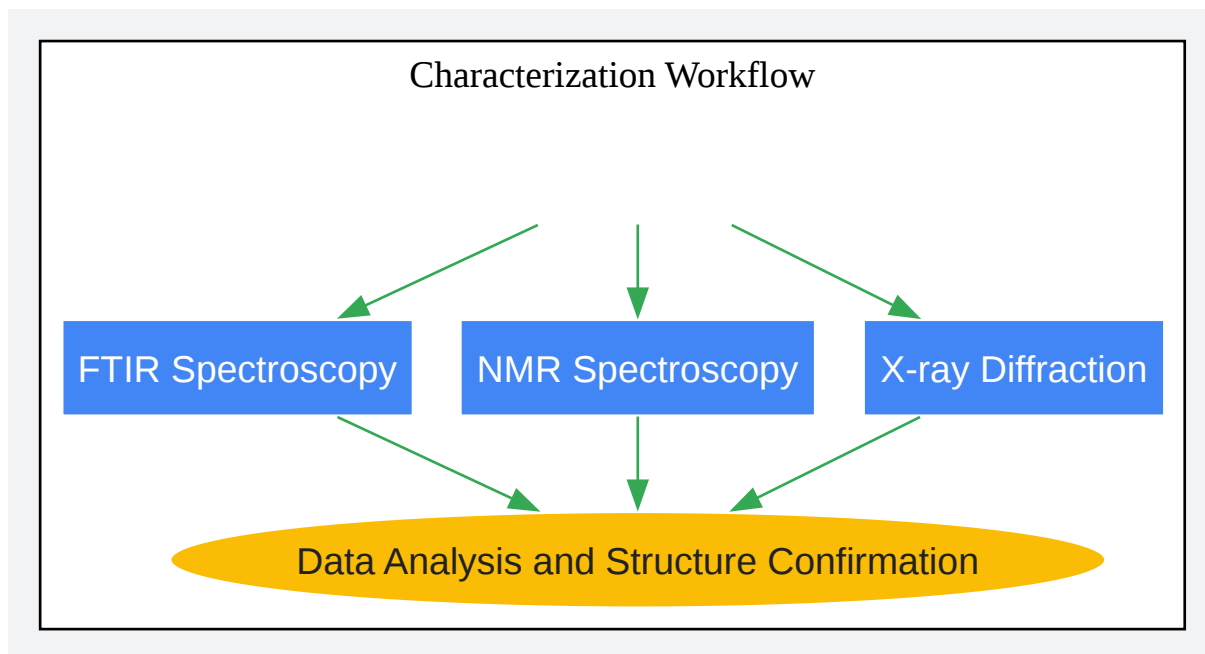 Characterization Workflow
FTIR Spectroscopy
NMR Spectroscopy
X-ray Diffraction
Data Analysis and Structure Confirmation